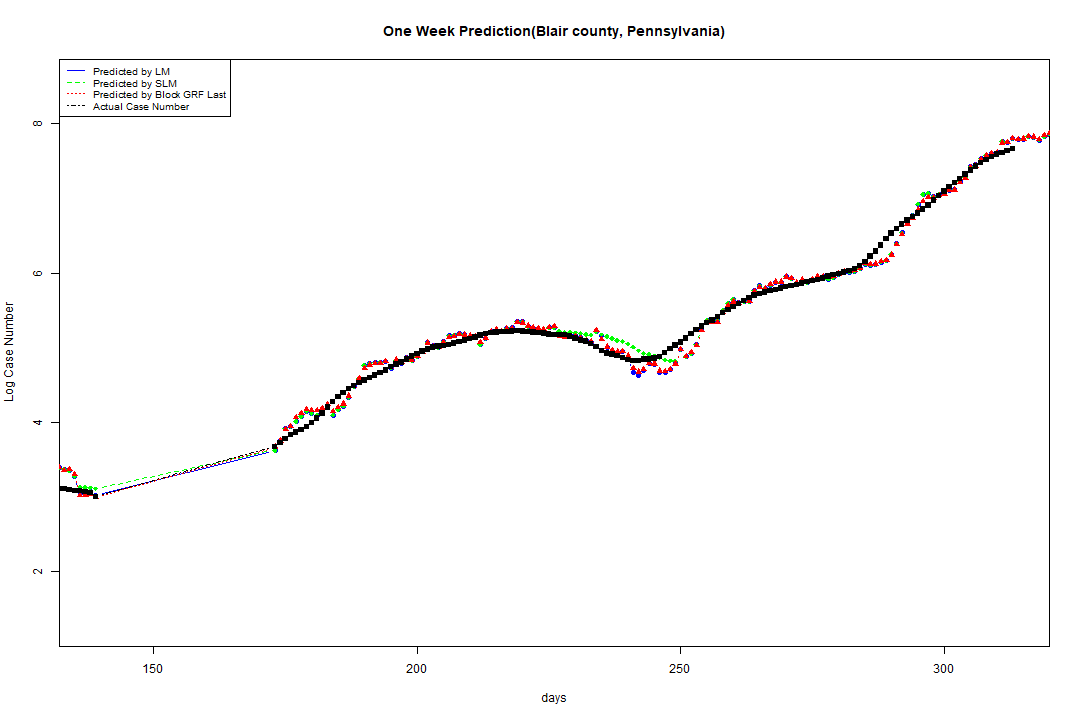 One Week Prediction(Blair county, Pennsylvania)
Predicted by LM
Predicted by SLM
Predicted by Block GRF Last
Actual Case Number
8
6
4
2
Log Case Number
150
200
250
300
days